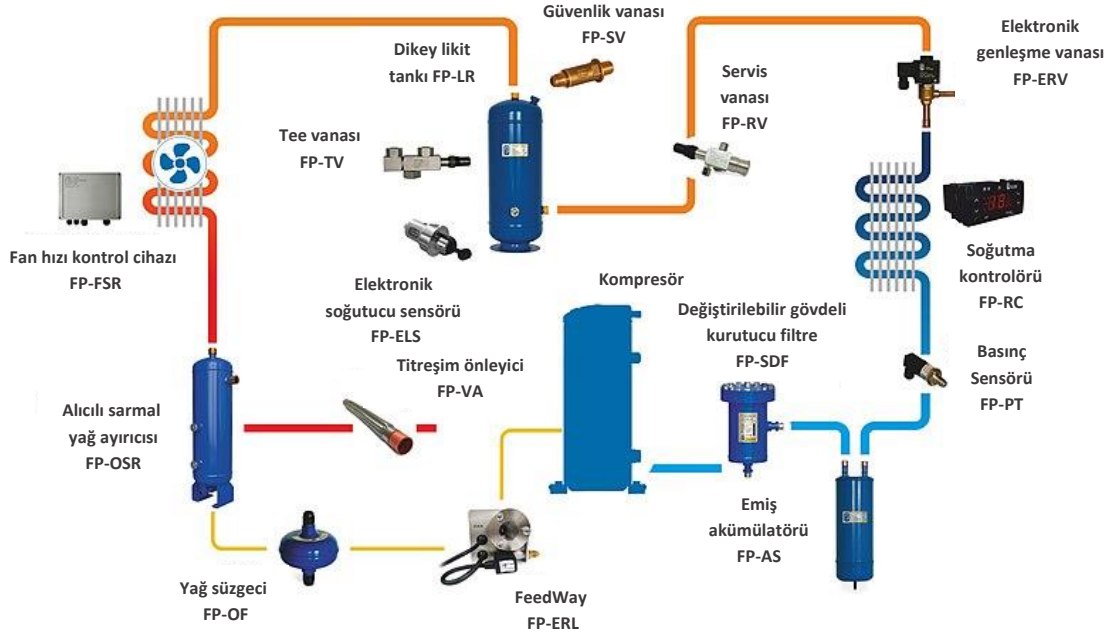 Güvenlik vanası
FP-SV
Elektronik
genleşme vanası
FP-ERV
Dikey likit
tankı FP-LR
Servis
vanası
FP-RV
Tee vanası
FP-TV
Fan hızı kontrol cihazı
FP-FSR
Soğutma
kontrolörü
FP-RC
Elektronik
soğutucu sensörü
FP-ELS
Kompresör
Değiştirilebilir gövdeli
kurutucu filtre
FP-SDF
Basınç
Sensörü
FP-PT
Titreşim önleyici
FP-VA
Alıcılı sarmal
yağ ayırıcısı
FP-OSR
Emiş
akümülatörü
FP-AS
Yağ süzgeci
FP-OF
FeedWay
FP-ERL